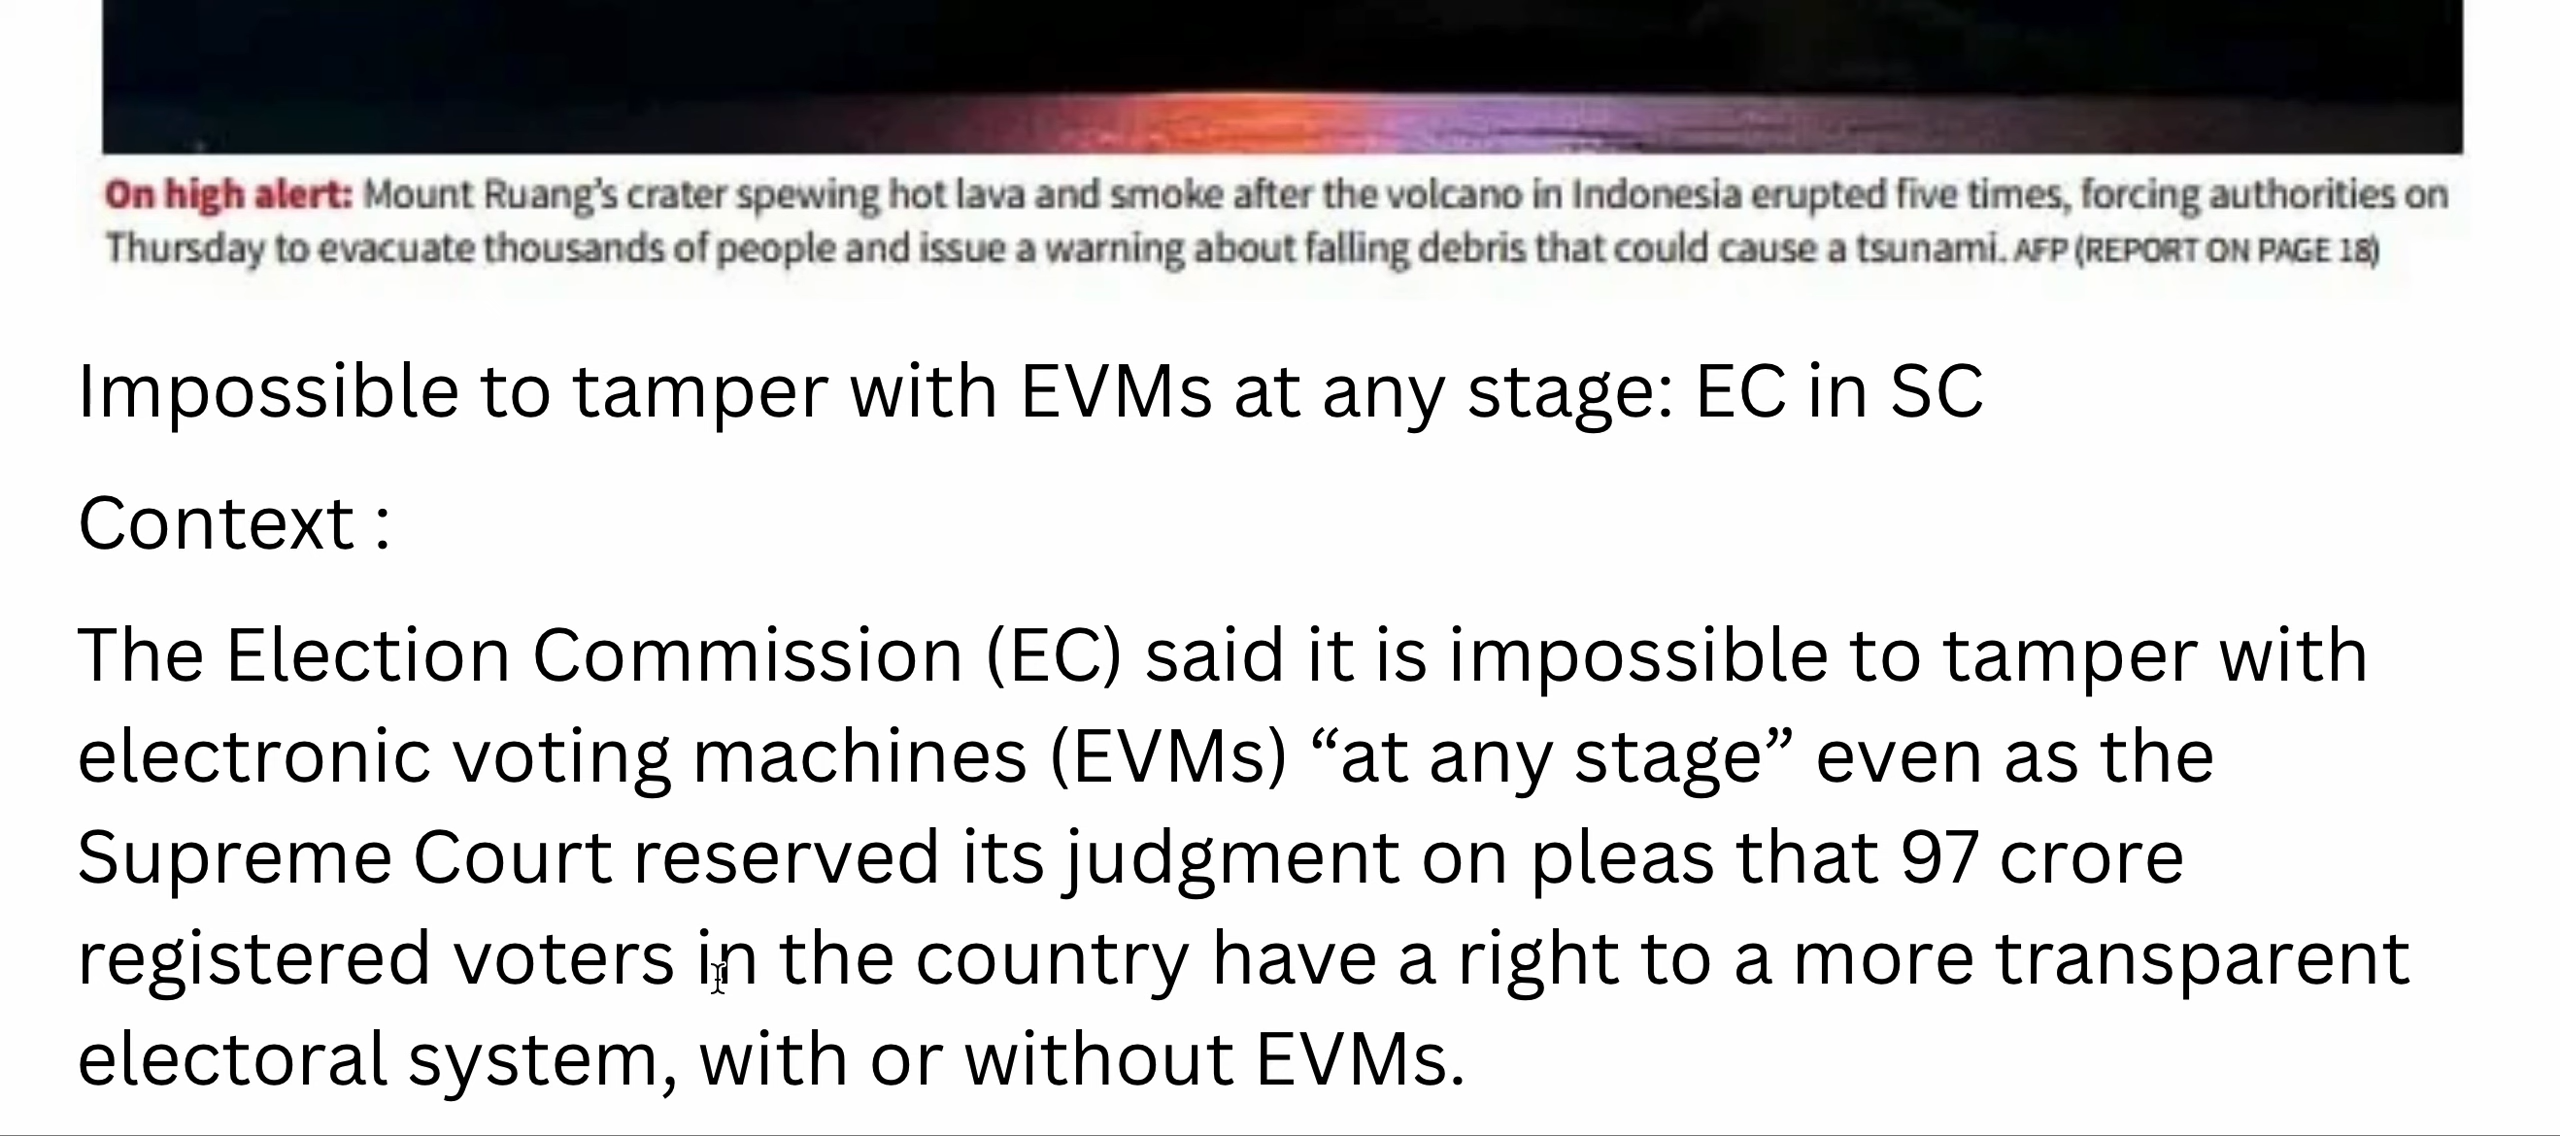 On high alert: Mount Ruang's crater spewing hot lava and smoke after the volcano in Indonesia erupted five times, forcing authorities on
Thursday to evacuate thousands of people and issue a warning about falling debris that could cause a tsunami. AFP (REPORT ON PAGE 18)
Impossible to tamper with EVMs at any stage: EC in SC
Context :
The Election Commission (EC) said it is impossible to tamper with
electronic voting machines (EVMs) “at any stage” even as the
Supreme Court reserved its judgment on pleas that 97 crore
registered voters in the country have a right to a more transparent
electoral system, with or without EVMs.